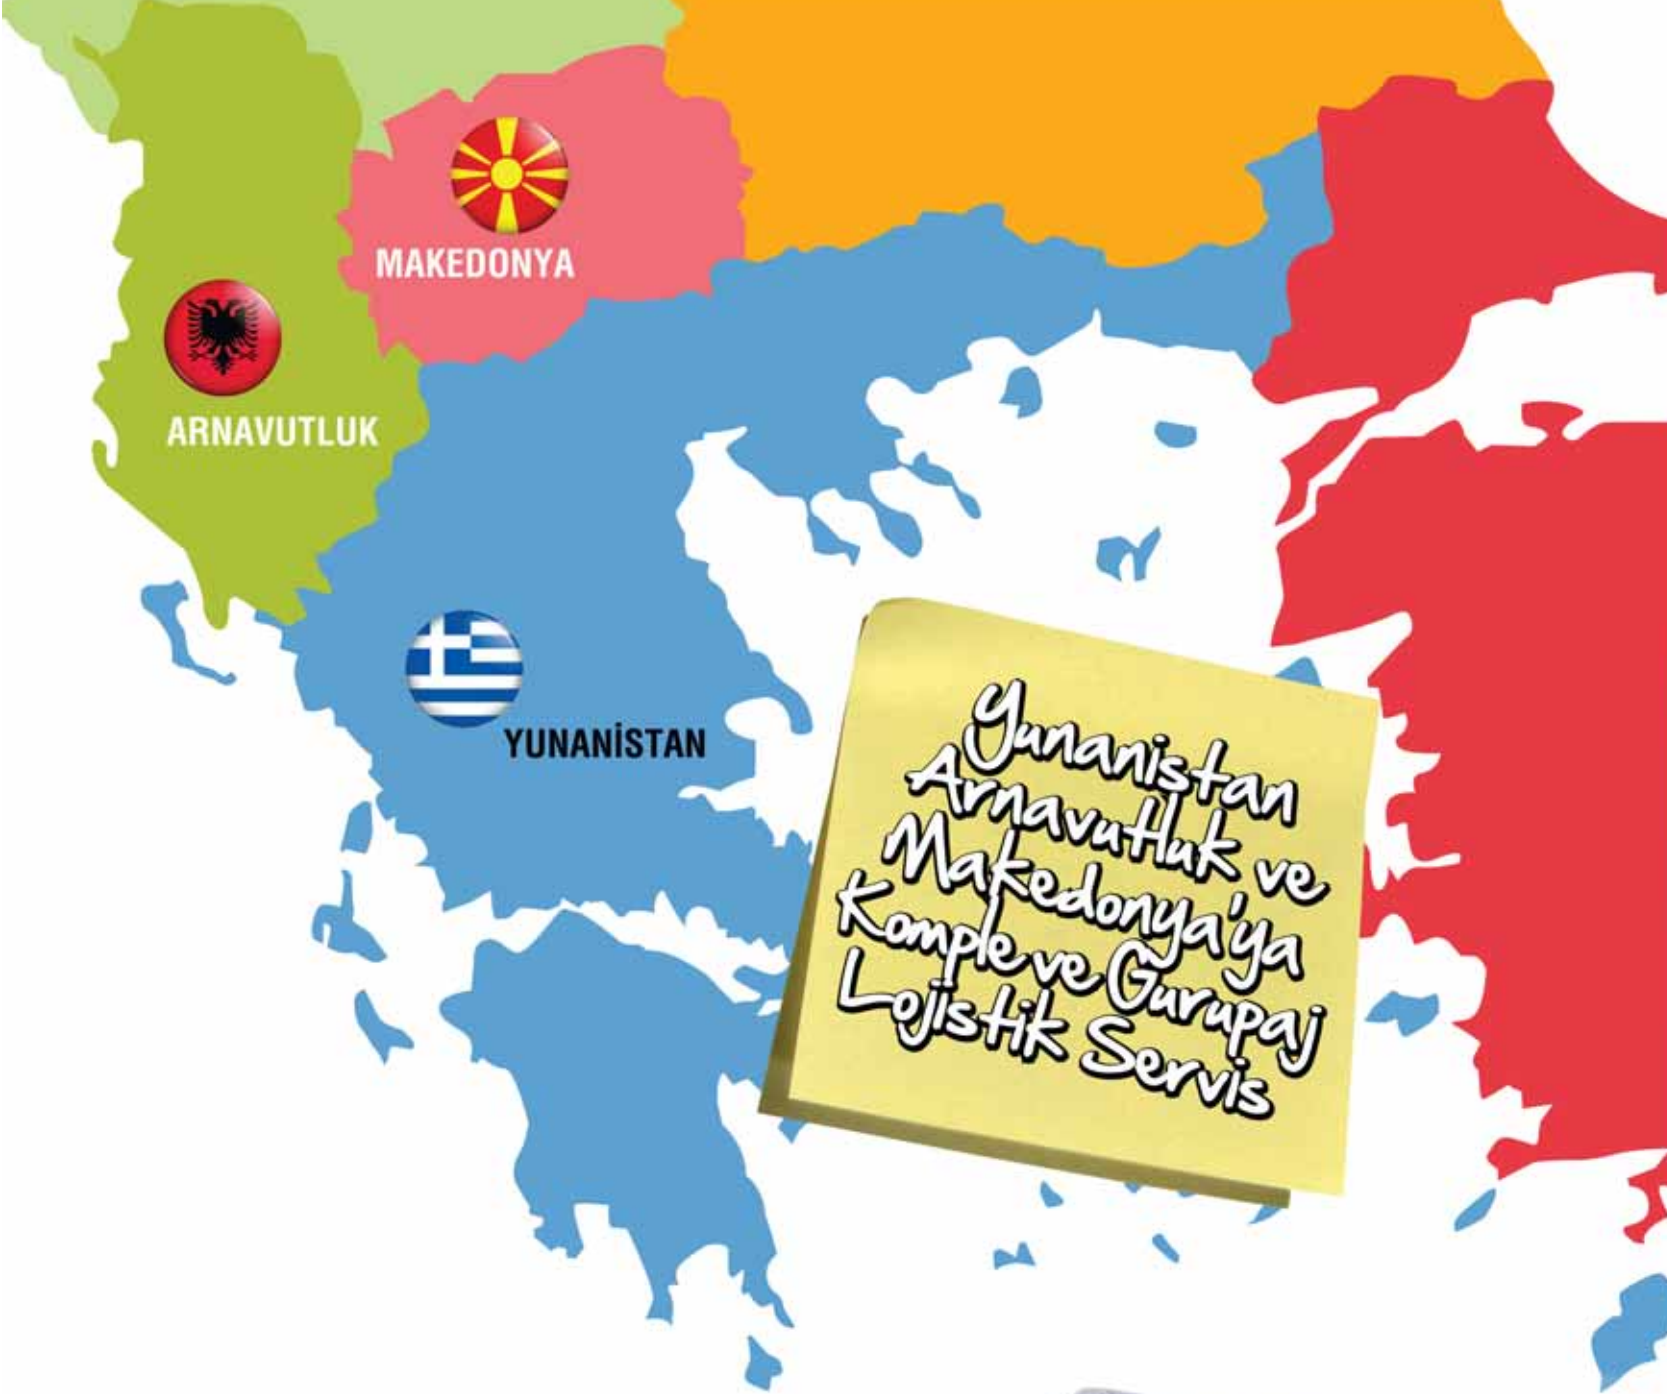 MAKEDONYA
ARNAVUTLUK
YUNANİSTAN
Yunanistan
Arnavutluk ve
Makedonya'ya
Komple ve Gurupaj
Lojistik Servis